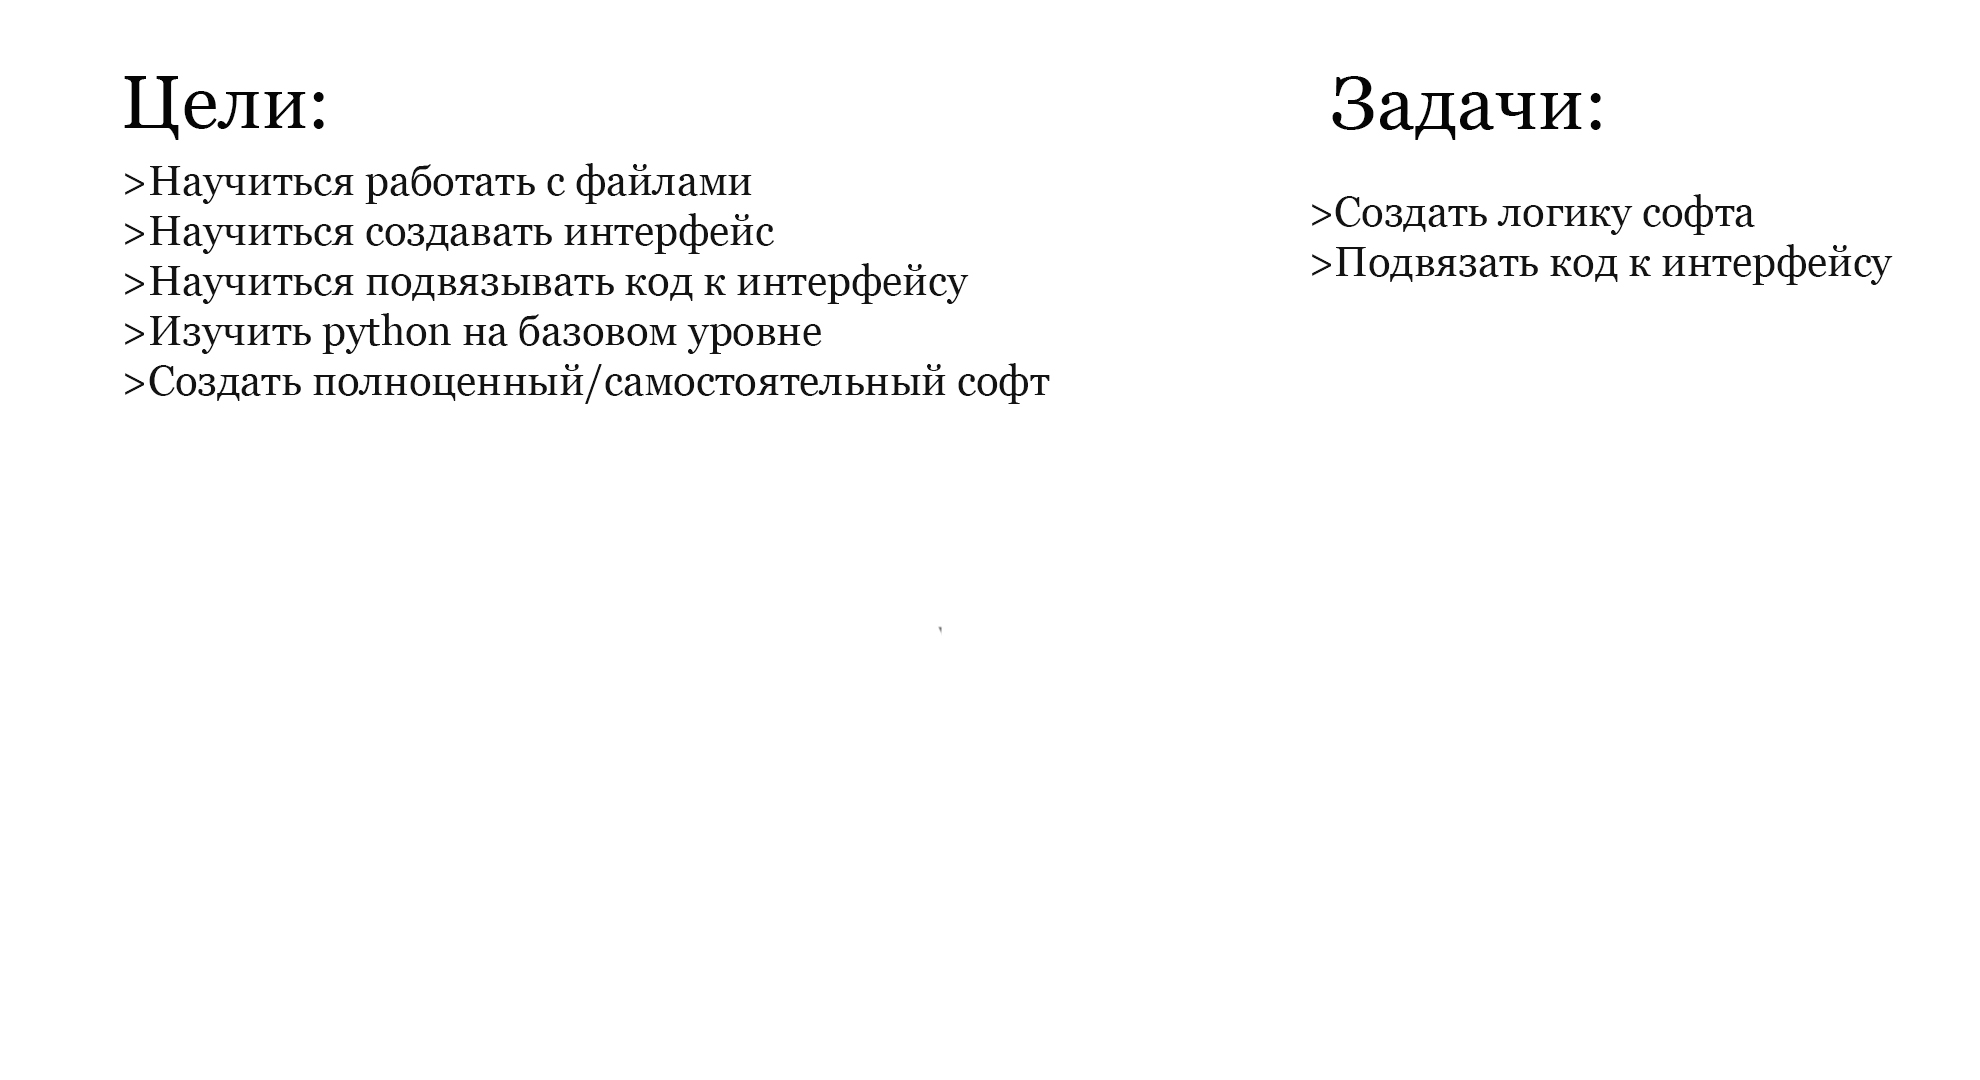 Цели:
>Научиться работать с файлами
>Научиться создавать интерфейс
>Научиться подвязывать код к интерфейсу
>Изучить python на базовом уровне
>Создать полноценный/самостоятельный софт
Задачи:
>Создать логику софта
>Подвязать код к интерфейсу